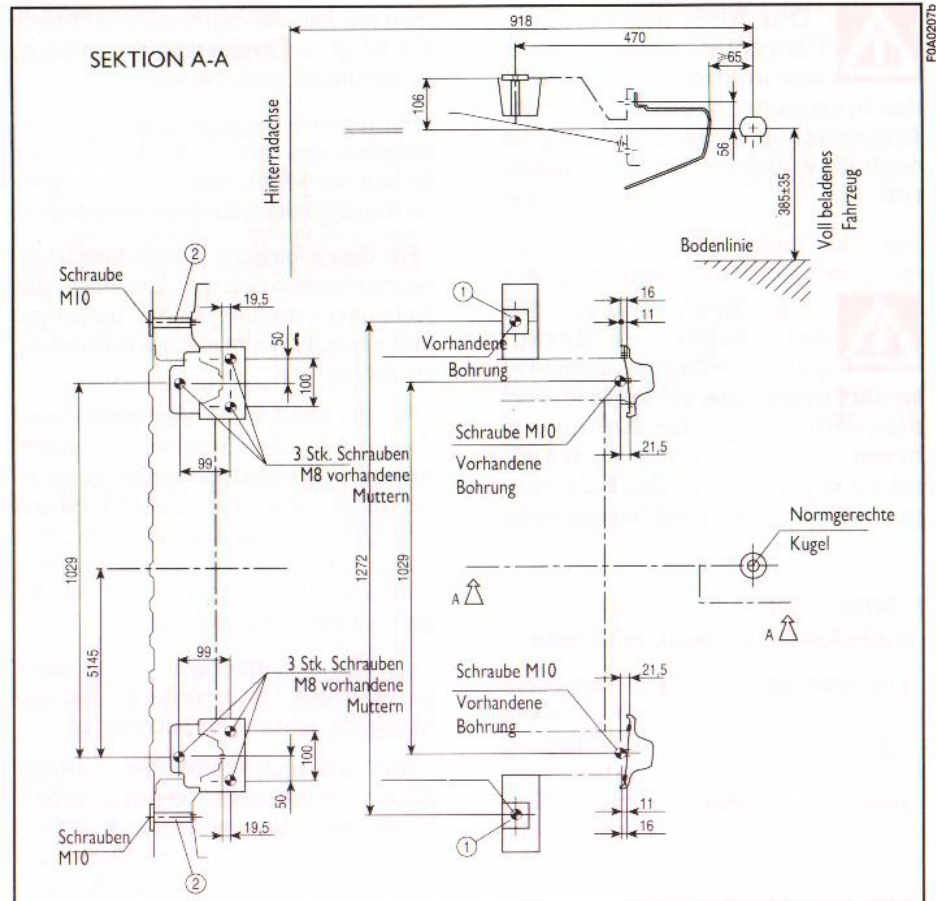 F0A0207b
918
470
≥65
SEKTION A-A
106
56
Hinterradachse
385±35
Voll beladenes
Fahrzeug
Bodenlinie
2
Schraube
M10
19,5
50
100
99
3 Stk. Schrauben
M8 vorhandene
Muttern
1029
5145
99
3 Stk. Schrauben
M8 vorhandene
Muttern
100
50
19,5
Schrauben
M10
2
1
16
11
Vorhandene
Bohrung
Schraube M10
21,5
Vorhandene
Bohrung
1272
1029
Normgerechte
Kugel
A
A
Schraube M10
21,5
Vorhandene
Bohrung
11
16
1